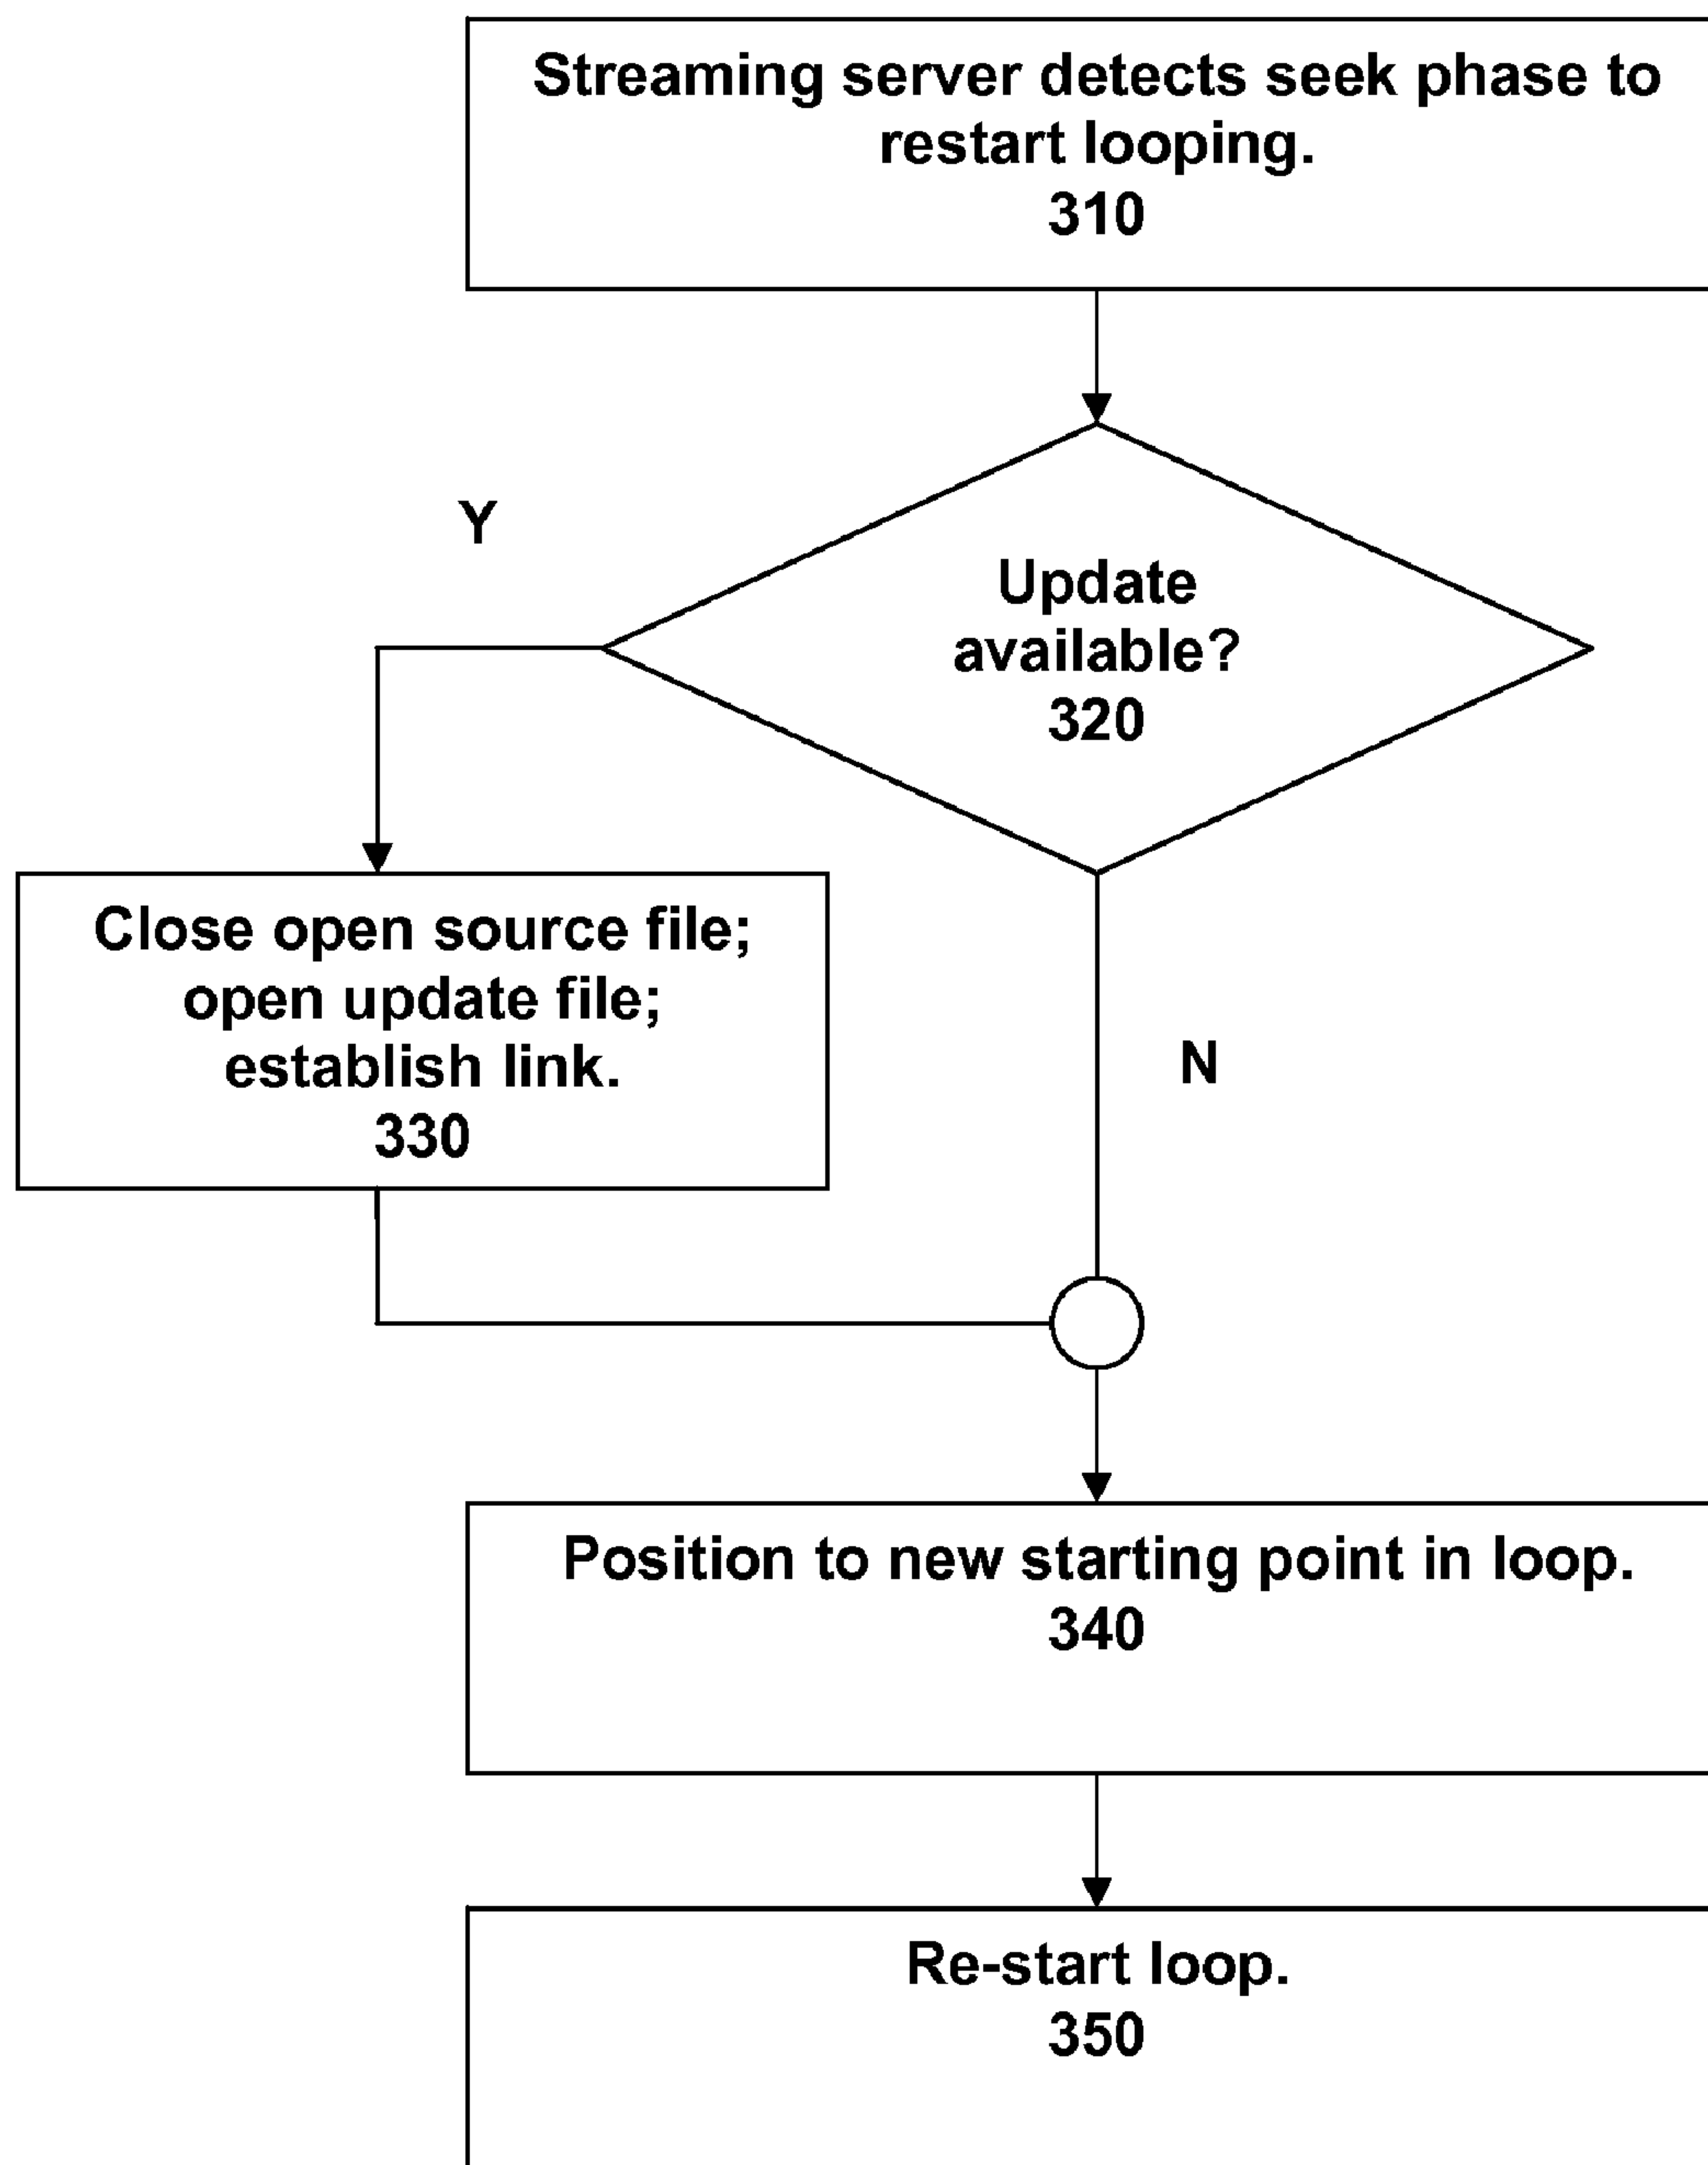 Streaming server detects seek phase to
restart looping.
310
Y
Update
available?
320
Close open source file;
open update file;
establish link.
330
N
Position to new starting point in loop.
340
Re-start loop.
350